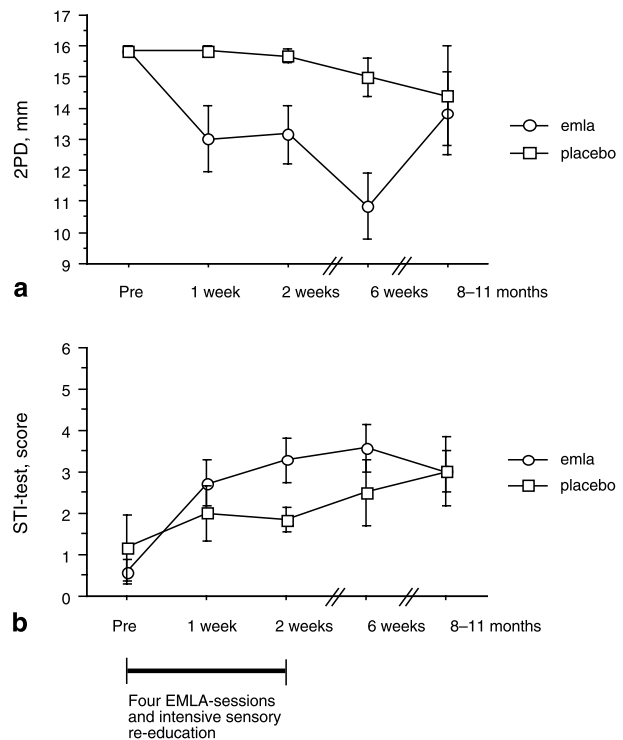 17
16
15
14
13
12
11
10
9
2PD, mm
emla
placebo
a
Pre 1 week 2 weeks 6 weeks 8–11 months
6
5
4
3
2
1
0
STI-test, score
emla
placebo
b
Pre 1 week 2 weeks 6 weeks 8–11 months
Four EMLA-sessions
and intensive sensory
re-education